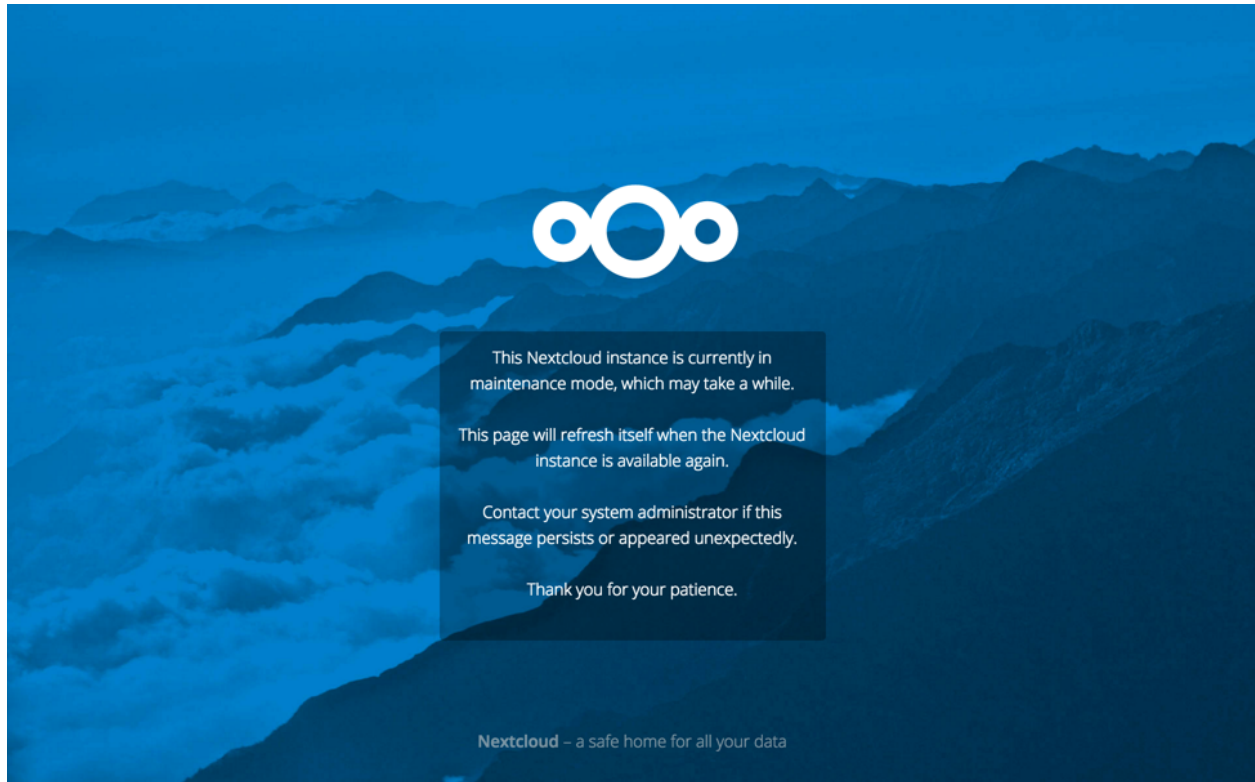 This Nextcloud instance is currently in
maintenance mode, which may take a while.
This page will refresh itself when the Nextcloud
instance is available again.
Contact your system administrator if this
message persists or appeared unexpectedly.
Thank you for your patience.
Nextcloud – a safe home for all your data